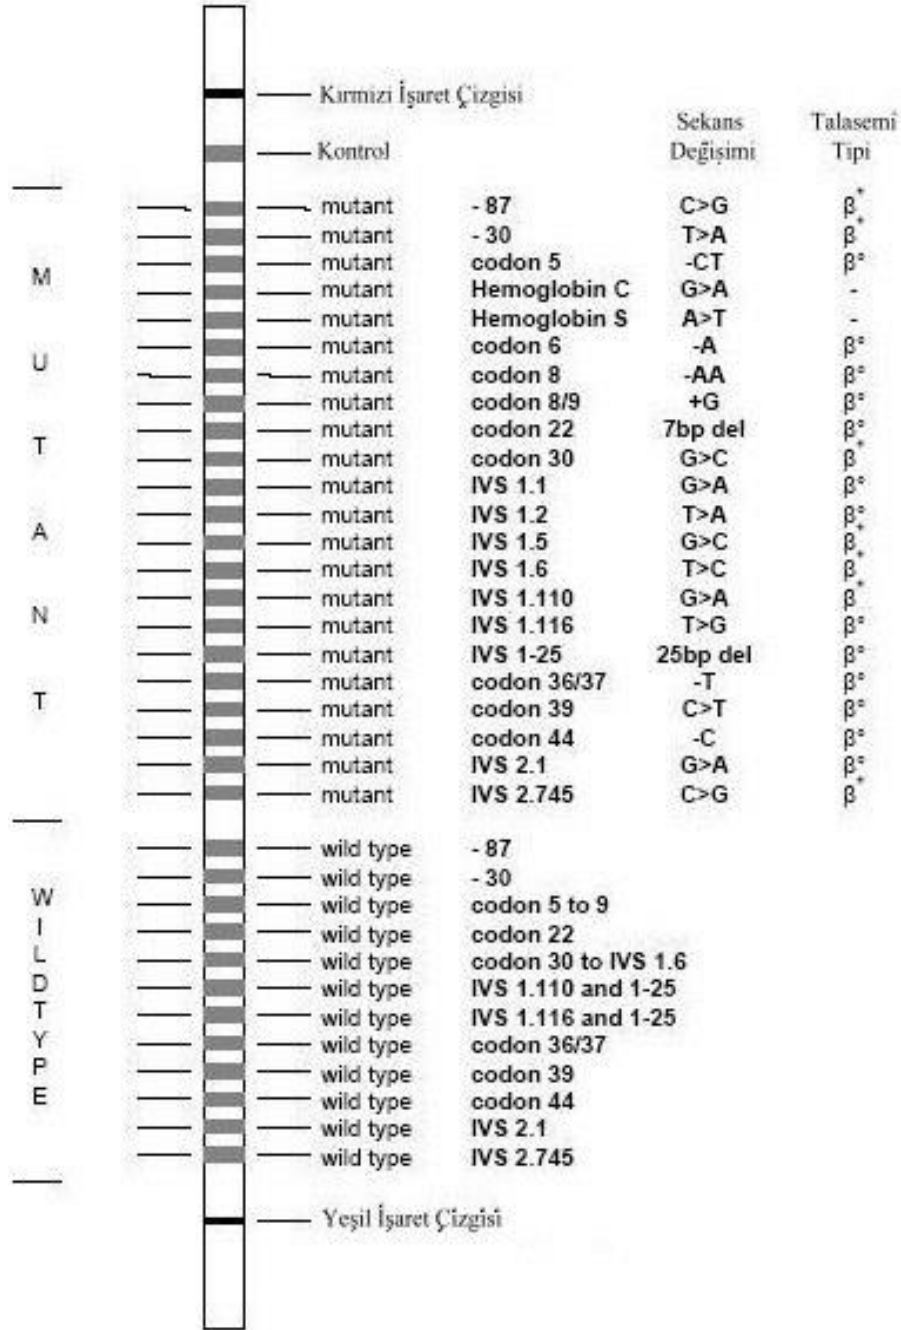 Kırmızı İşaret Çizgisi
Sekans Talasemi
Kontrol Değişimi Tipi
mutant - 87 C>G β+
mutant - 30 T>A β+
mutant codon 5 -CT β°
mutant Hemoglobin C G>A -
mutant Hemoglobin S A>T -
mutant codon 6 -A β°
mutant codon 8 -AA β°
mutant codon 8/9 +G β°
mutant codon 22 7bp del β°
mutant codon 30 G>C β+
mutant IVS 1.1 G>A β°
mutant IVS 1.2 T>A β°
mutant IVS 1.5 G>C β+
mutant IVS 1.6 T>C β+
mutant IVS 1.110 G>A β+
mutant IVS 1.116 T>G β°
mutant IVS 1-25 25bp del β°
mutant codon 36/37 -T β°
mutant codon 39 C>T β°
mutant codon 44 -C β°
mutant IVS 2.1 G>A β°
mutant IVS 2.745 C>G β+
MUTANT
wild type - 87
wild type - 30
wild type codon 5 to 9
wild type codon 22
wild type codon 30 to IVS 1.6
wild type IVS 1.110 and 1-25
wild type IVS 1.116 and 1-25
wild type codon 36/37
wild type codon 39
wild type codon 44
wild type IVS 2.1
wild type IVS 2.745
WILDTYPE
Yeşil İşaret Çizgisi